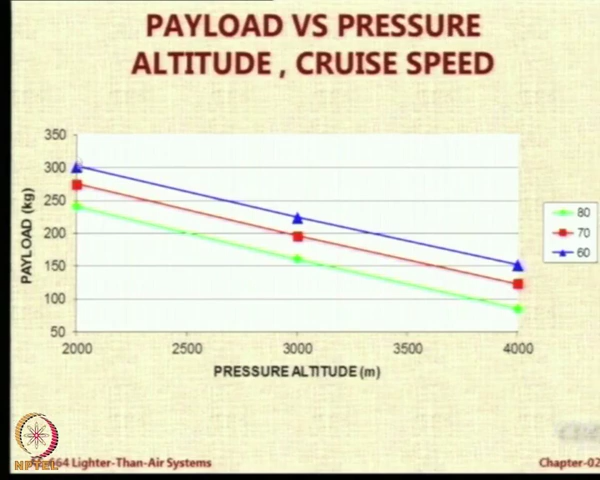 PAYLOAD VS PRESSURE
ALTITUDE , CRUISE SPEED
350
300
250
200
150
100
50
PAYLOAD (kg)
2000 2500 3000 3500 4000
PRESSURE ALTITUDE (m)
80
70
60
NPTEL
664 Lighter-Than-Air Systems
Chapter-02